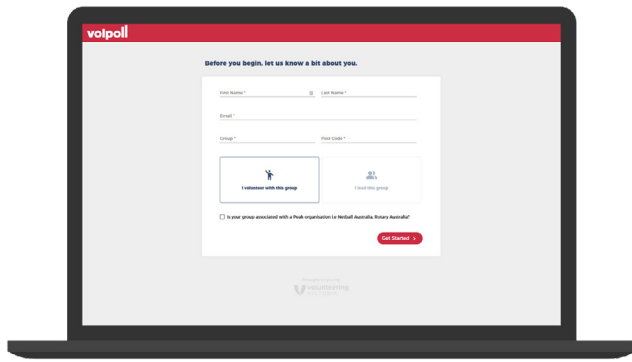 volpoll
Before you begin, let us know a bit about you.
First Name *
Last Name *
Email *
Group *
Post Code *
I volunteer with this group
I lead this group
Is your group associated with a Peak organisation i.e Netball Australia, Rotary Australia?
Get Started >
volunteering